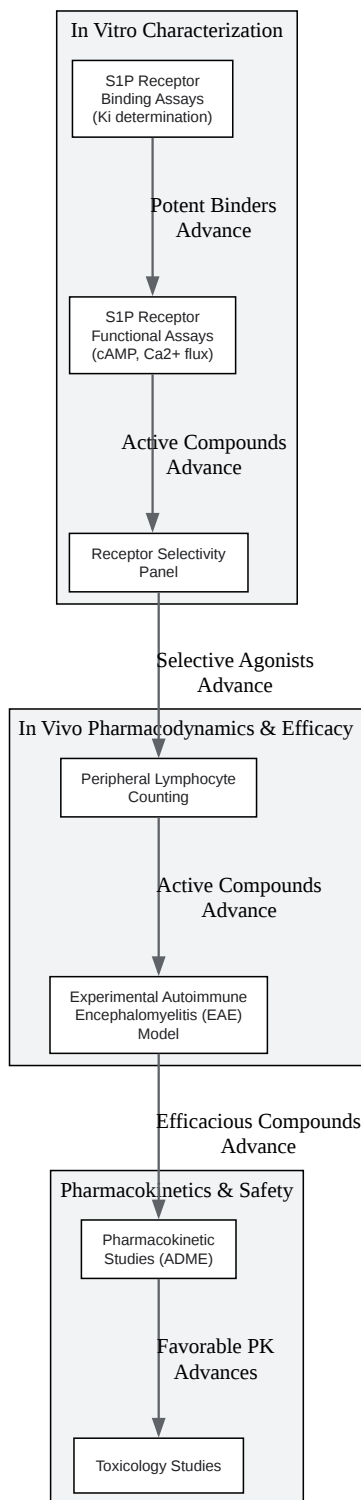 In Vitro Characterization
S1P Receptor
Binding Assays
(Ki determination)
Potent Binders
Advance
S1P Receptor
Functional Assays
(cAMP, Ca2+ flux)
Active Compounds
Advance
Receptor Selectivity
Panel
Selective Agonists
Advance
In Vivo Pharmacodynamics & Efficacy
Peripheral Lymphocyte
Counting
Active Compounds
Advance
Experimental Autoimmune
Encephalomyelitis (EAE)
Model
Efficacious Compounds
Advance
Pharmacokinetics & Safety
Pharmacokinetic
Studies (ADME)
Favorable PK
Advances
Toxicology Studies